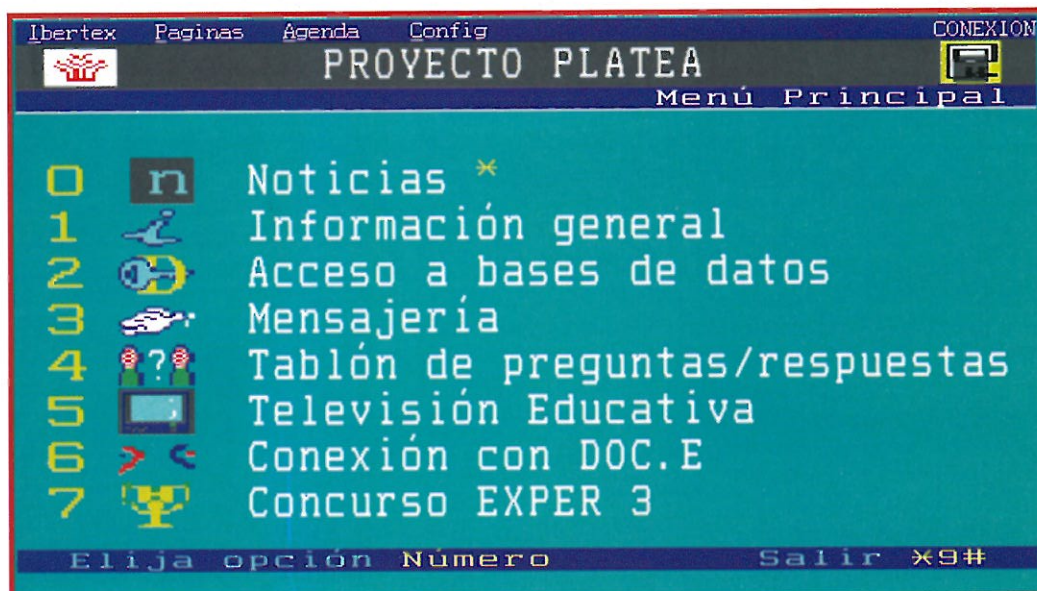 Ibertex Paginas Agenda Config CONEXION
PROYECTO PLATEA
Menú Principal
0 n Noticias *
1 Información general
2 Acceso a bases de datos
3 Mensajería
4 ? Tablón de preguntas/respuestas
5 Televisión Educativa
6 Conexión con DOC.E
7 Concurso EXPER 3
Elija opción Número Salir *9#